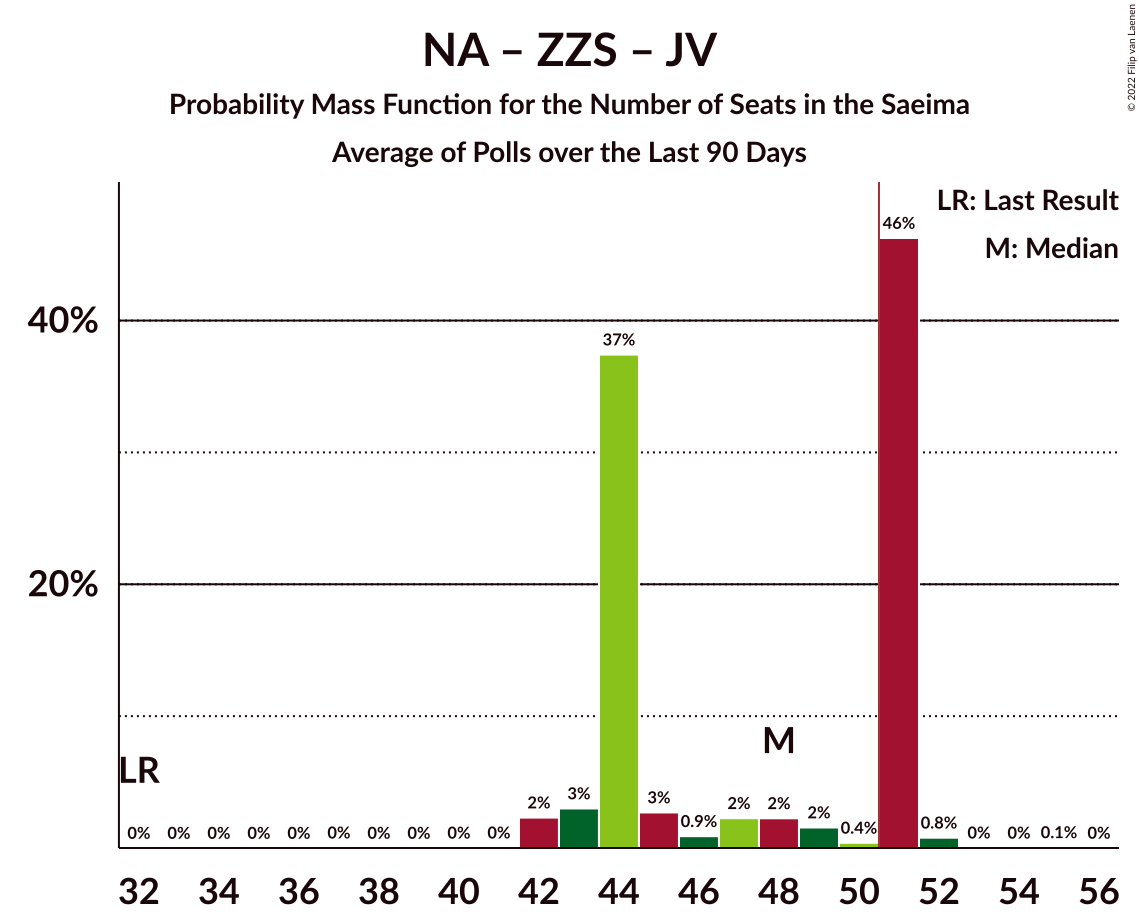 NA – ZZS – JV
Probability Mass Function for the Number of Seats in the Saeima
Average of Polls over the Last 90 Days
© 2022 Filip van Laenen
LR: Last Result
M: Median
46%
40%
37%
20%
M
LR
0% 0% 0% 0% 0% 0% 0% 0% 0% 0% 2% 3% 3% 0.9% 2% 2% 2% 0.4% 0.8% 0% 0% 0.1% 0%
32 34 36 38 40 42 44 46 48 50 52 54 56